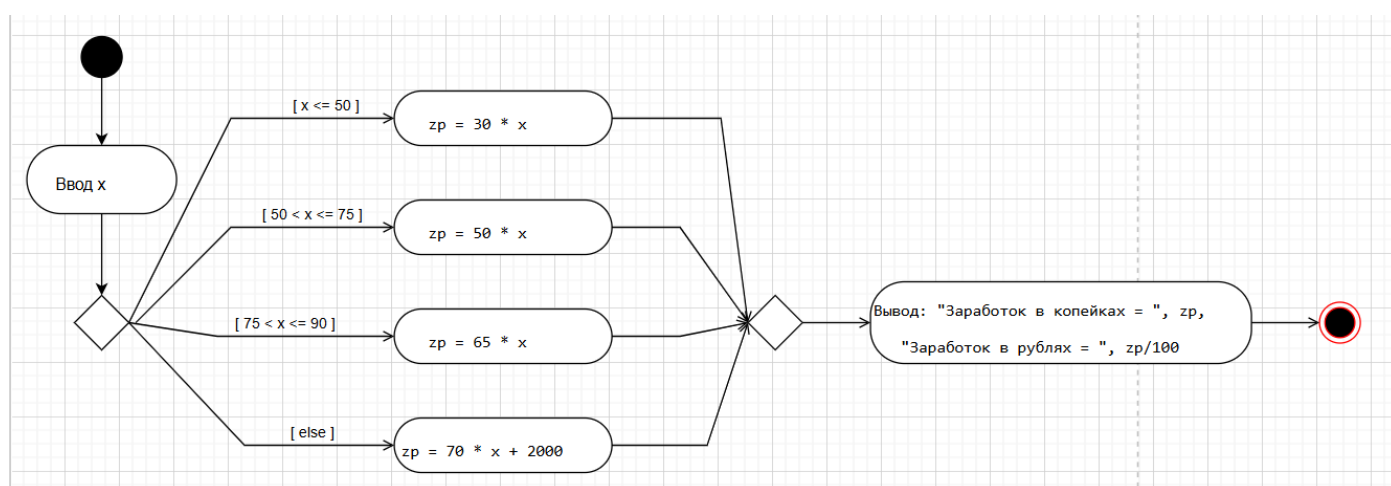 Ввод x
[ x <= 50 ]
zp = 30 * x
[ 50 < x <= 75 ]
zp = 50 * x
[ 75 < x <= 90 ]
zp = 65 * x
[ else ]
zp = 70 * x + 2000
Вывод: "Заработок в копейках = ", zp,
"Заработок в рублях = ", zp/100